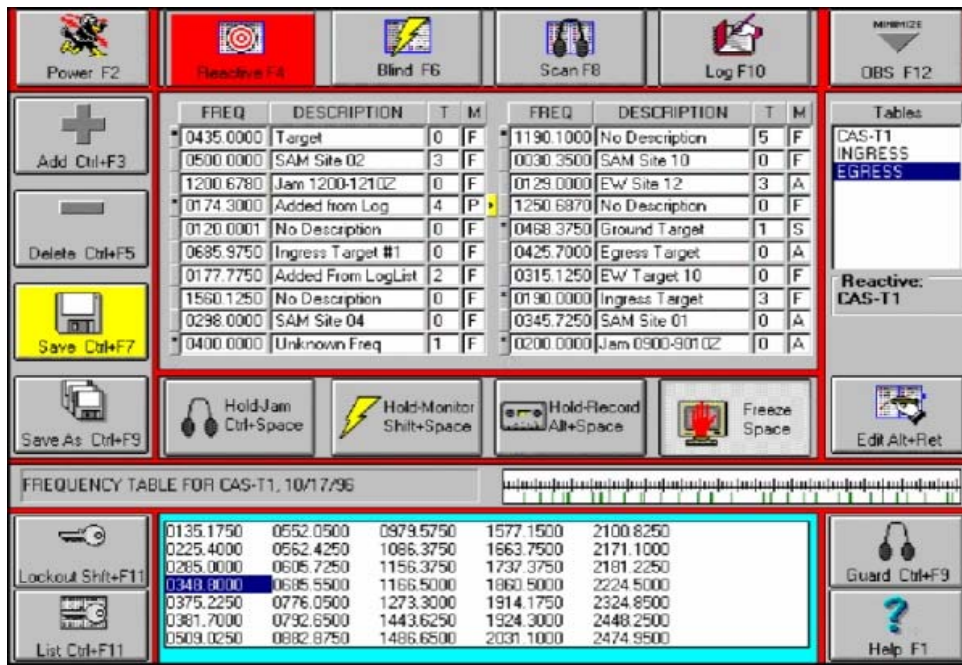 Power F2
Reactive F4
Blind F6
Scan F8
Log F10
MINIMIZE
OBS F12
Add Ctrl+F3
Delete Ctrl+F5
Save Ctrl+F7
Save As Ctrl+F9
FREQ DESCRIPTION T M
* 0435.0000 Target 0 F
0500.0000 SAM Site 02 3 F
1200.6780 Jam 1200-1210Z 0 F
* 0174.3000 Added from Log 4 P
0120.0001 No Description 0 F
0685.9750 Ingress Target #1 0 F
0177.7750 Added From LogList 2 F
1560.1250 No Description 0 F
0298.0000 SAM Site 04 0 F
* 0400.0000 Unknown Freq 1 F
FREQ DESCRIPTION T M
* 1190.1000 No Description 5 F
0030.3500 SAM Site 10 0 F
0129.0000 EW Site 12 3 A
1250.6870 No Description 0 F
* 0468.3750 Ground Target 1 S
0425.7000 Egress Target 0 A
0315.1250 EW Target 10 0 F
* 0190.0000 Ingress Target 3 F
0345.7250 SAM Site 01 0 A
* 0200.0000 Jam 0900-9010Z 0 A
Tables
CAS-T1
INGRESS
EGRESS
Reactive:
CAS-T1
Hold-Jam
Ctrl+Space
Hold-Monitor
Shift+Space
Hold-Record
Alt+Space
Freeze
Space
Edit Alt+Ret
FREQUENCY TABLE FOR CAS-T1, 10/17/96
Lockout Shft+F11
List Ctrl+F11
0135.1750 0552.0500 0979.5750 1577.1500 2100.8250
0225.4000 0562.4250 1086.3750 1663.7500 2171.1000
0285.0000 0605.7250 1156.3750 1737.3750 2181.2250
0348.8000 0685.5500 1166.5000 1860.5000 2224.5000
0375.2250 0776.0500 1273.3000 1914.1750 2324.8500
0381.7000 0792.6500 1443.6250 1924.3000 2448.2500
0509.0250 0882.8750 1486.6500 2031.1000 2474.9500
Guard Ctrl+F9
Help F1